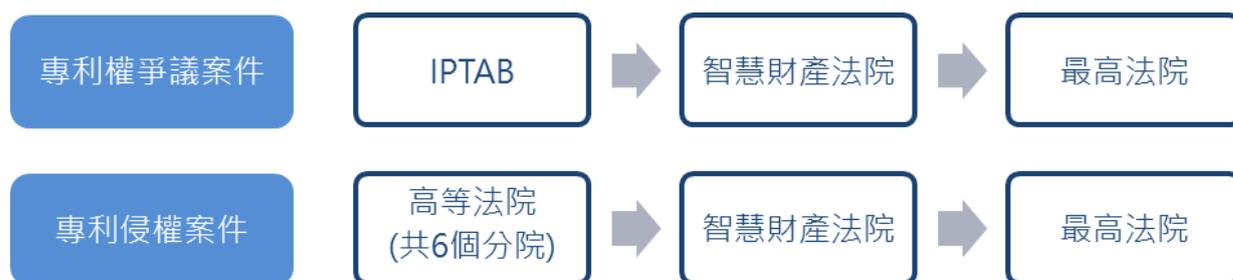 專利權爭議案件
IPTAB
智慧財產法院
最高法院
專利侵權案件
高等法院
(共6個分院)
智慧財產法院
最高法院